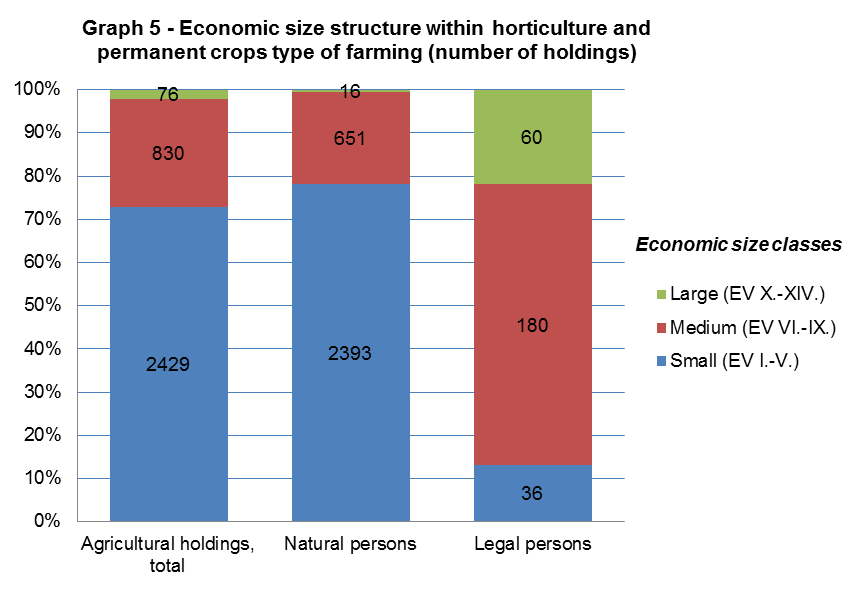 Graph 5 - Economic size structure within horticulture and
permanent crops type of farming (number of holdings)
100%
90%
80%
70%
60%
50%
40%
30%
20%
10%
0%
76
830
2429
16
651
2393
60
180
36
Agricultural holdings,
total
Natural persons
Legal persons
Economic size classes
Large (EV X.-XIV.)
Medium (EV VI.-IX.)
Small (EV I.-V.)